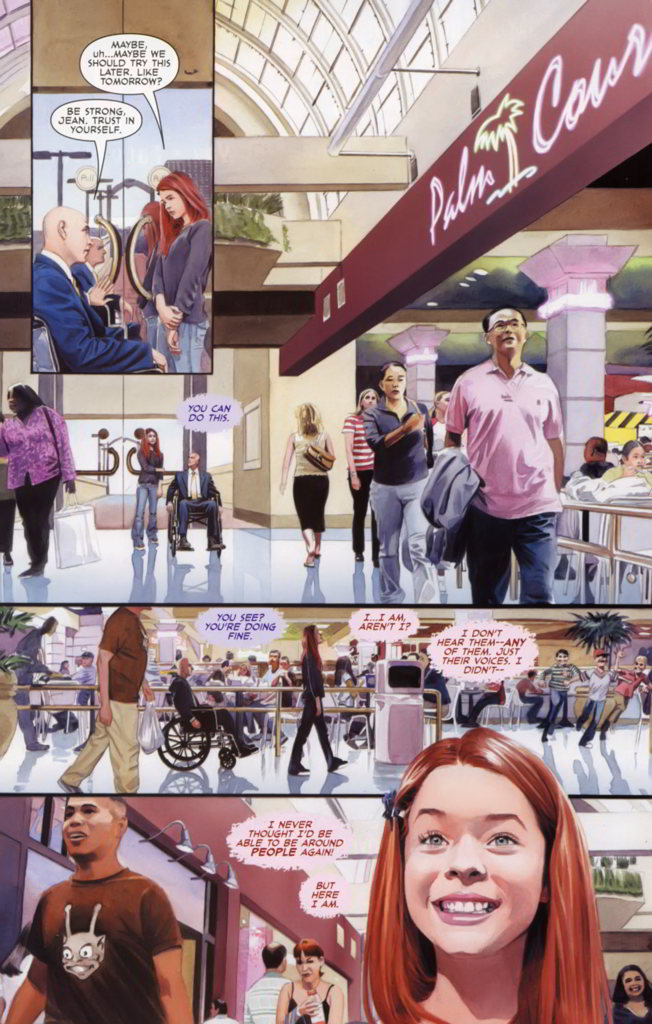 MAYBE,
uh...MAYBE WE
SHOULD TRY THIS
LATER. LIKE
TOMORROW?
BE STRONG,
JEAN. TRUST IN
YOURSELF.
Pull
Palm Court
YOU CAN
DO THIS.
YOU SEE?
YOU'RE DOING
FINE.
I...I AM,
AREN'T I?
I DON'T
HEAR THEM--ANY
OF THEM. JUST
THEIR VOICES. I
DIDN'T--
I NEVER
THOUGHT I'D BE
ABLE TO BE AROUND
PEOPLE AGAIN!
BUT
HERE I
AM.